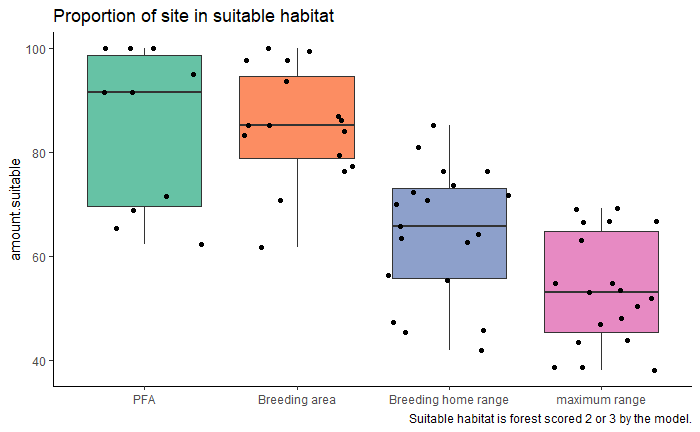 Proportion of site in suitable habitat
100
80
60
40
amount.suitable
PFA Breeding area Breeding home range maximum range
Suitable habitat is forest scored 2 or 3 by the model.